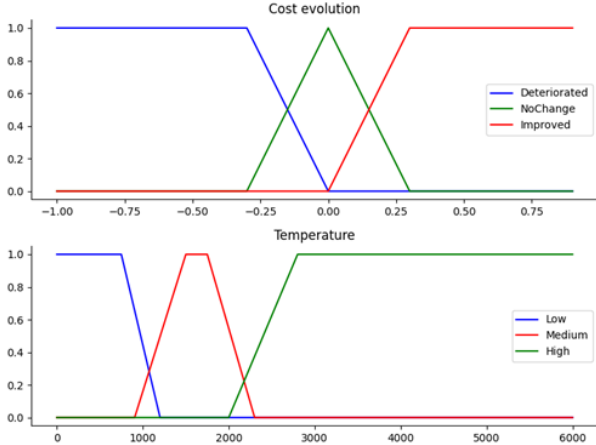 Cost evolution
1.0
0.8
0.6
0.4
0.2
0.0
Deteriorated
NoChange
Improved
−1.00 −0.75 −0.50 −0.25 0.00 0.25 0.50 0.75
Temperature
1.0
0.8
0.6
0.4
0.2
0.0
Low
Medium
High
0 1000 2000 3000 4000 5000 6000